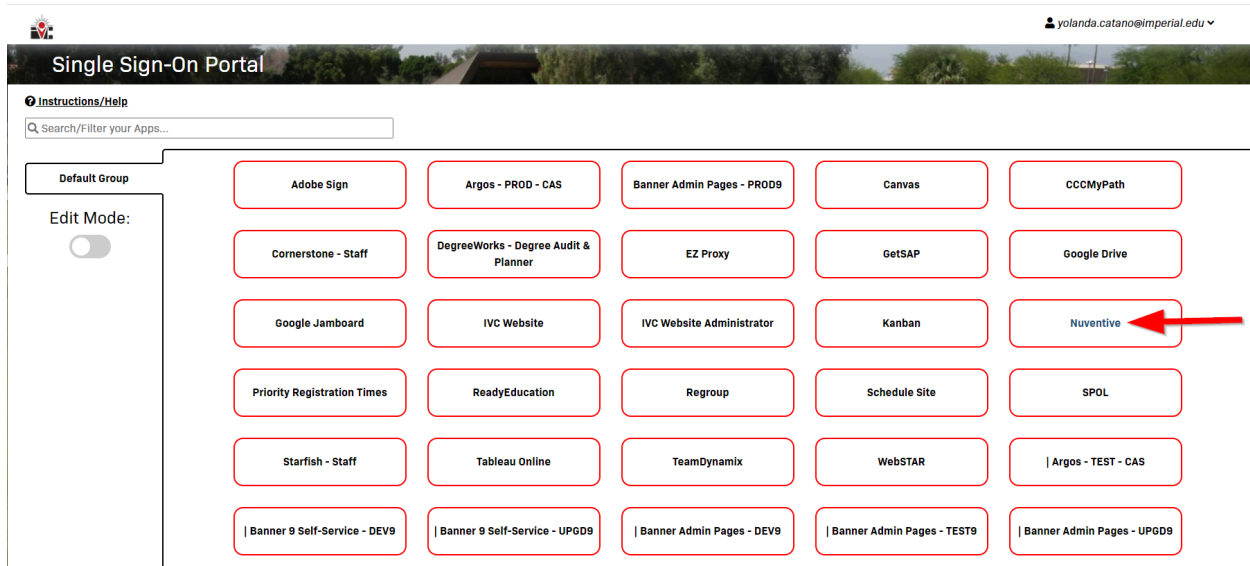 IVC
yolanda.catano@imperial.edu
Single Sign-On Portal
Instructions/Help
Search/Filter your Apps...
Default Group
Edit Mode:
Adobe Sign
Argos - PROD - CAS
Banner Admin Pages - PROD9
Canvas
CCCMyPath
Cornerstone - Staff
DegreeWorks - Degree Audit &
Planner
EZ Proxy
GetSAP
Google Drive
Google Jamboard
IVC Website
IVC Website Administrator
Kanban
Nuventive
Priority Registration Times
ReadyEducation
Regroup
Schedule Site
SPOL
Starfish - Staff
Tableau Online
TeamDynamix
WebSTAR
| Argos - TEST - CAS
| Banner 9 Self-Service - DEV9
| Banner 9 Self-Service - UPGD9
| Banner Admin Pages - DEV9
| Banner Admin Pages - TEST9
| Banner Admin Pages - UPGD9